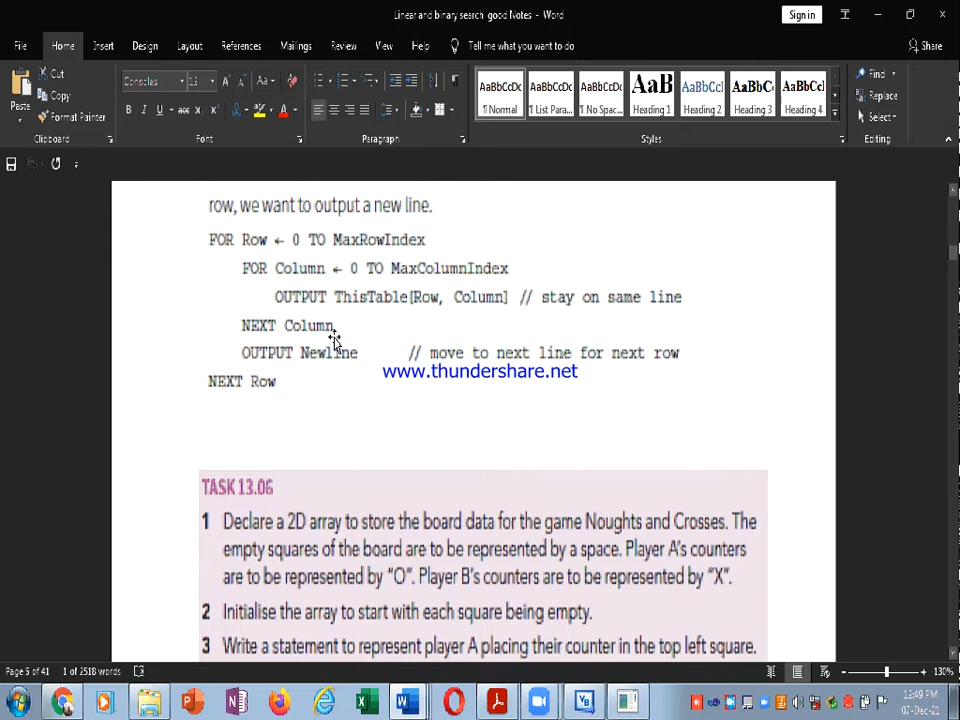 Linear and binary search good Notes - Word
Sign in
File Home Insert Design Layout References Mailings Review View Help Tell me what you want to do Share
Paste Cut Copy Format Painter
Consolas 12
¶ Normal ¶ List Para... ¶ No Spac... Heading 1 Heading 2 Heading 3 Heading 4
Find Replace Select
Clipboard Font Paragraph Styles Editing
row, we want to output a new line.
FOR Row ← 0 TO MaxRowIndex
FOR Column ← 0 TO MaxColumnIndex
OUTPUT ThisTable[Row, Column] // stay on same line
NEXT Column
OUTPUT Newline // move to next line for next row
www.thundershare.net
NEXT Row
TASK 13.06
1 Declare a 2D array to store the board data for the game Noughts and Crosses. The
empty squares of the board are to be represented by a space. Player A's counters
are to be represented by “O”. Player B's counters are to be represented by “X”.
2 Initialise the array to start with each square being empty.
3 Write a statement to represent player A placing their counter in the top left square.
Page 5 of 41 1 of 2518 words 130%
12:49 PM
07-Dec-21